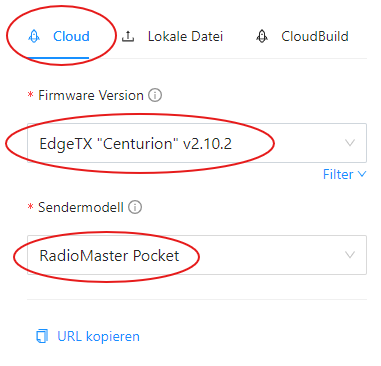 Cloud Lokale Datei CloudBuild
* Firmware Version
EdgeTX "Centurion" v2.10.2
Filter
* Sendermodell
RadioMaster Pocket
URL kopieren